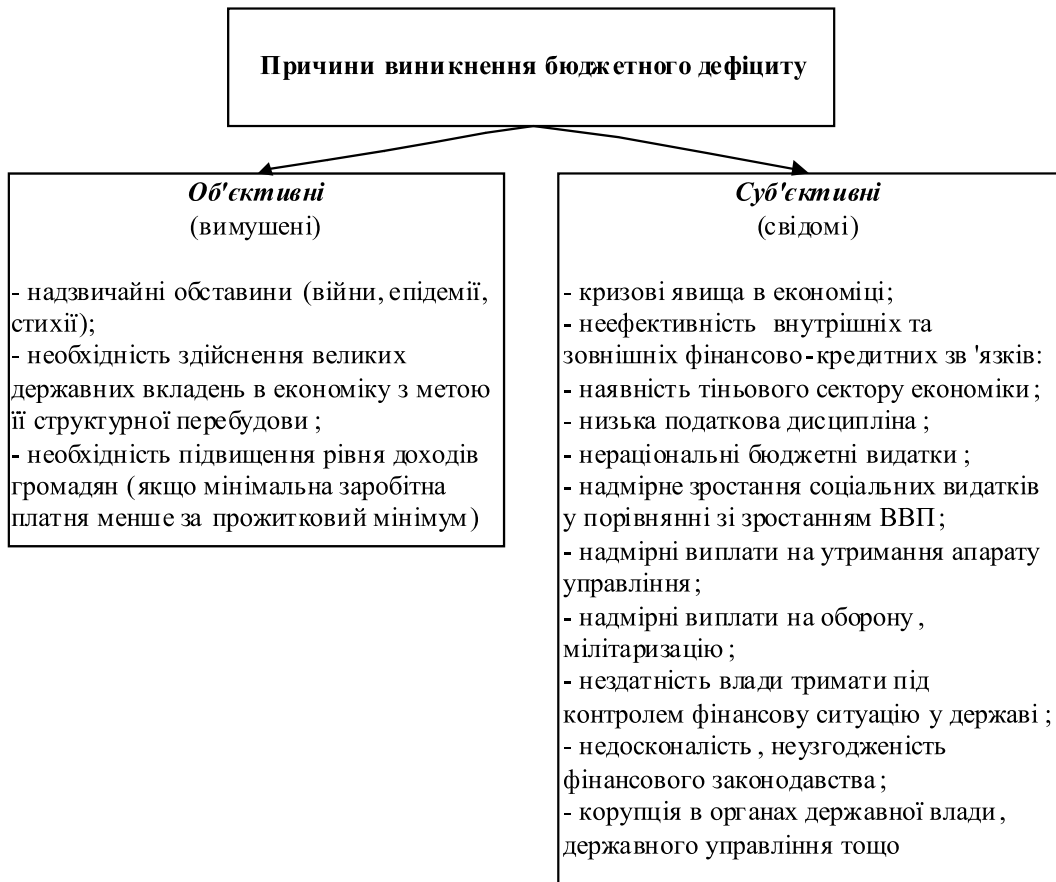 Причини виникнення бюджетного дефіциту
Об'єктивні
(вимушені)
- надзвичайні обставини (війни, епідемії,
стихії);
- необхідність здійснення великих
державних вкладень в економіку з метою
її структурної перебудови;
- необхідність підвищення рівня доходів
громадян (якщо мінімальна заробітна
платня менше за прожитковий мінімум)
Суб'єктивні
(свідомі)
- кризові явища в економіці;
- неефективність внутрішніх та
зовнішніх фінансово-кредитних зв'язків:
- наявність тіньового сектору економіки;
- низька податкова дисципліна;
- нераціональні бюджетні видатки;
- надмірне зростання соціальних видатків
у порівнянні зі зростанням ВВП;
- надмірні виплати на утримання апарату
управління;
- надмірні виплати на оборону,
мілітаризацію;
- нездатність влади тримати під
контролем фінансову ситуацію у державі;
- недосконалість, неузгодженість
фінансового законодавства;
- корупція в органах державної влади,
державного управління тощо